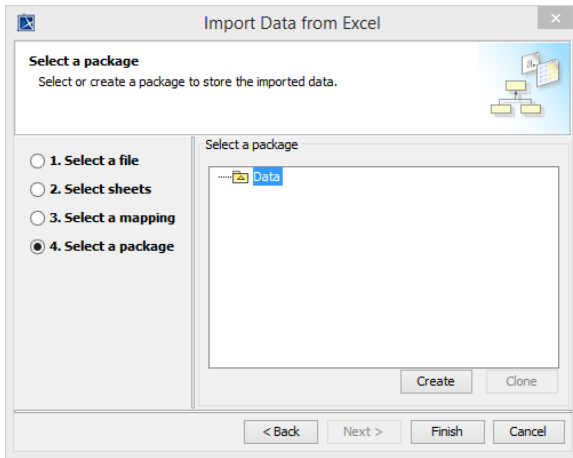 Import Data from Excel
Select a package
Select or create a package to store the imported data.
1. Select a file
2. Select sheets
3. Select a mapping
4. Select a package
Select a package
Data
Create
Clone
< Back
Next >
Finish
Cancel